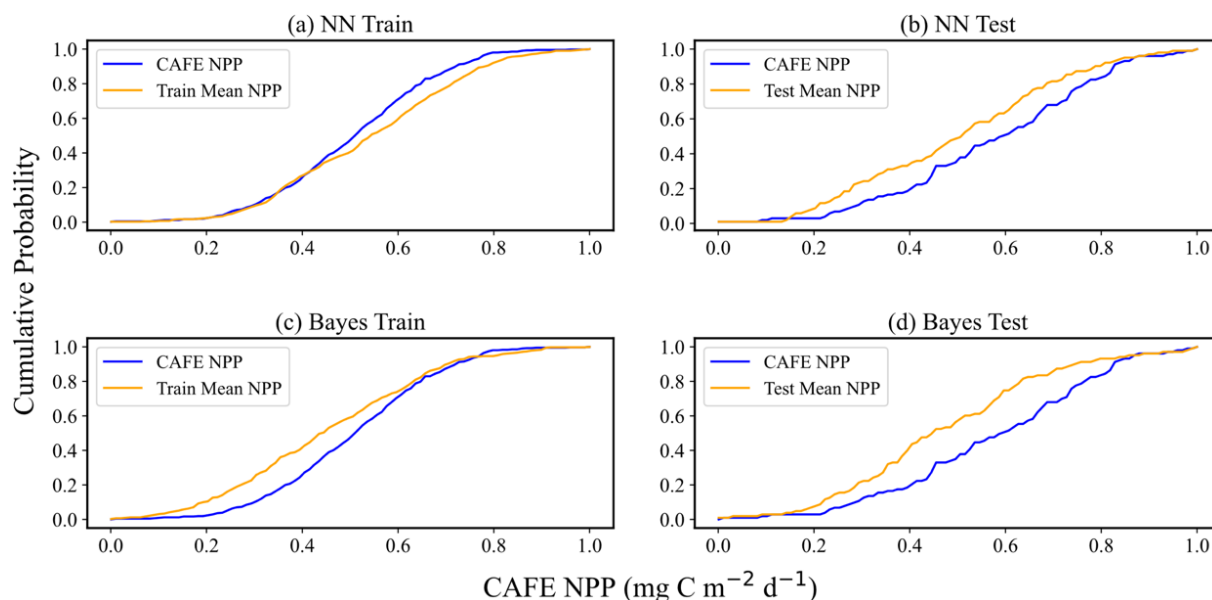 (a) NN Train
(b) NN Test
1.0
0.8
0.6
0.4
0.2
0.0
CAFE NPP
Train Mean NPP
0.0 0.2 0.4 0.6 0.8 1.0
1.0
0.8
0.6
0.4
0.2
0.0
CAFE NPP
Test Mean NPP
0.0 0.2 0.4 0.6 0.8 1.0
Cumulative Probability
(c) Bayes Train
(d) Bayes Test
1.0
0.8
0.6
0.4
0.2
0.0
CAFE NPP
Train Mean NPP
0.0 0.2 0.4 0.6 0.8 1.0
1.0
0.8
0.6
0.4
0.2
0.0
CAFE NPP
Test Mean NPP
0.0 0.2 0.4 0.6 0.8 1.0
CAFE NPP (mg C m⁻² d⁻¹)